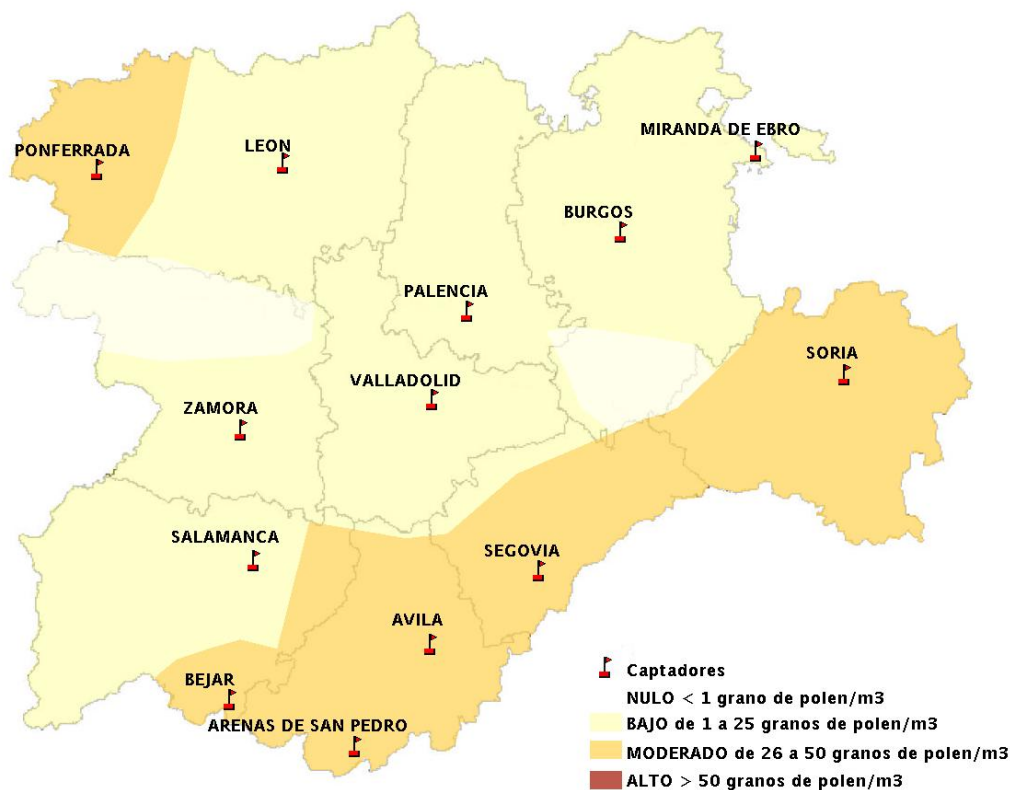 MIRANDA DE EBRO
PONFERRADA
LEON
BURGOS
PALENCIA
SORIA
VALLADOLID
ZAMORA
SALAMANCA
SEGOVIA
AVILA
BEJAR
ARENAS DE SAN PEDRO
Captadores
NULO < 1 grano de polen/m3
BAJO de 1 a 25 granos de polen/m3
MODERADO de 26 a 50 granos de polen/m3
ALTO > 50 granos de polen/m3